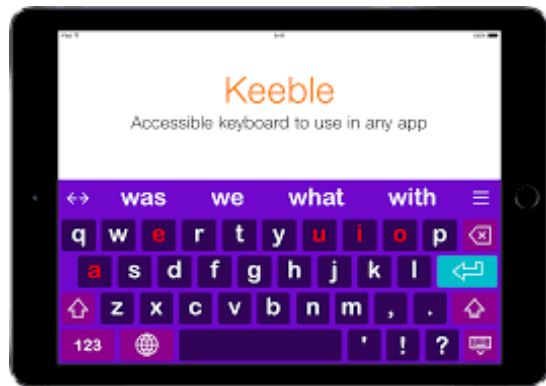 Keeble
Accessible keyboard to use in any app
was we what with
q w e r t y u i o p
a s d f g h j k l
z x c v b n m , .
123 ' ! ?